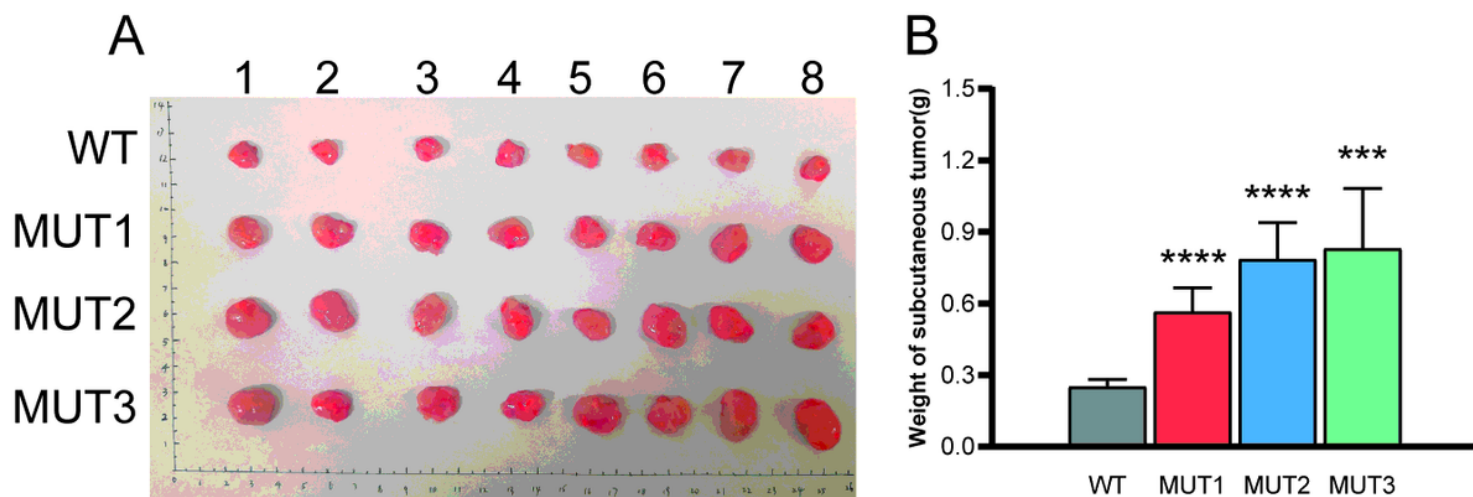 A
1 2 3 4 5 6 7 8
WT
MUT1
MUT2
MUT3
B
Weight of subcutaneous tumor(g)
1.5
1.2
0.9
0.6
0.3
0.0
****
****
***
WT MUT1 MUT2 MUT3